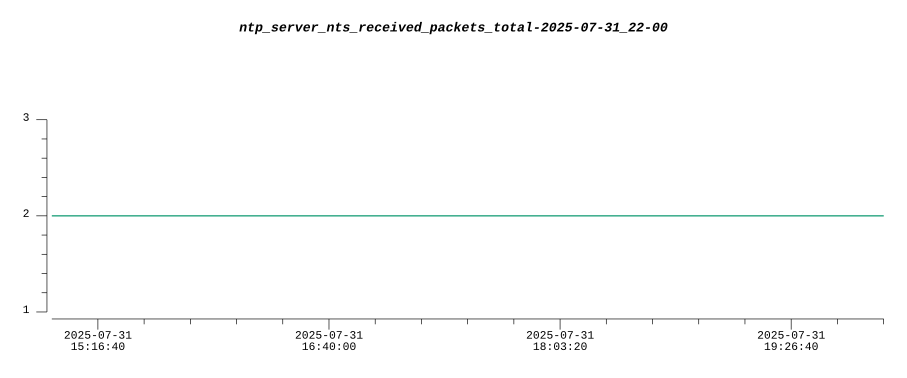 ntp_server_nts_received_packets_total-2025-07-31_22-00
3
2
1
2025-07-31 2025-07-31 2025-07-31 2025-07-31
15:16:40 16:40:00 18:03:20 19:26:40